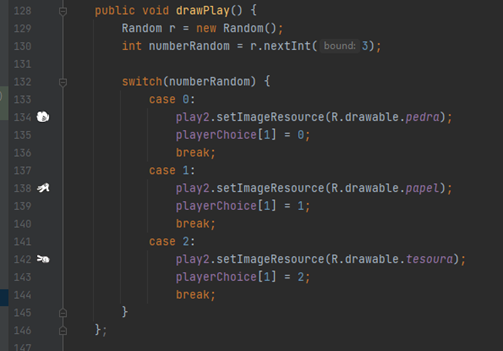 128 public void drawPlay() {
129 Random r = new Random();
130 int numberRandom = r.nextInt( bound: 3);
131
132 switch(numberRandom) {
133 case 0:
134 play2.setImageResource(R.drawable.pedra);
135 playerChoice[1] = 0;
136 break;
137 case 1:
138 play2.setImageResource(R.drawable.papel);
139 playerChoice[1] = 1;
140 break;
141 case 2:
142 play2.setImageResource(R.drawable.tesoura);
143 playerChoice[1] = 2;
144 break;
145 }
146 };
147